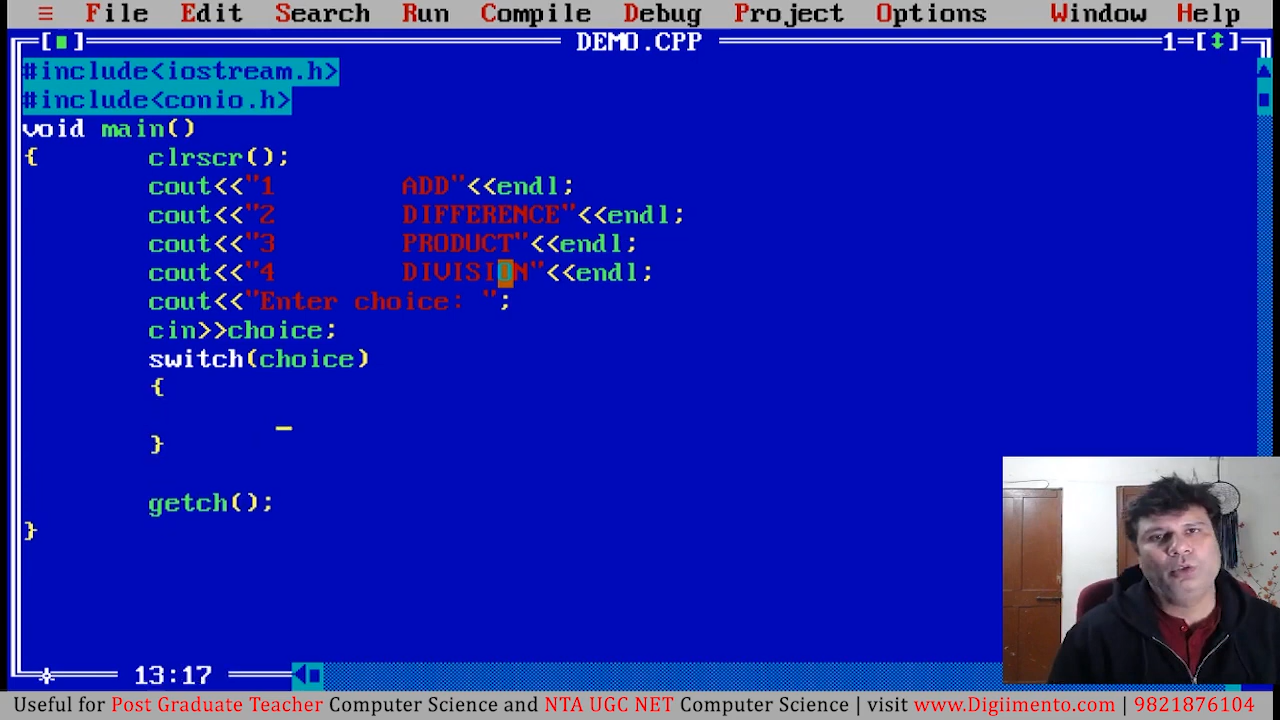 ≡ File Edit Search Run Compile Debug Project Options Window Help
[■] DEMO.CPP 1=[↕]
#include<iostream.h>
#include<conio.h>
void main()
{ clrscr();
cout<<"1 ADD"<<endl;
cout<<"2 DIFFERENCE"<<endl;
cout<<"3 PRODUCT"<<endl;
cout<<"4 DIVISION"<<endl;
cout<<"Enter choice: ";
cin>>choice;
switch(choice)
{
_
}
getch();
}
13:17
Useful for Post Graduate Teacher Computer Science and NTA UGC NET Computer Science | visit www.Digiimento.com | 9821876104